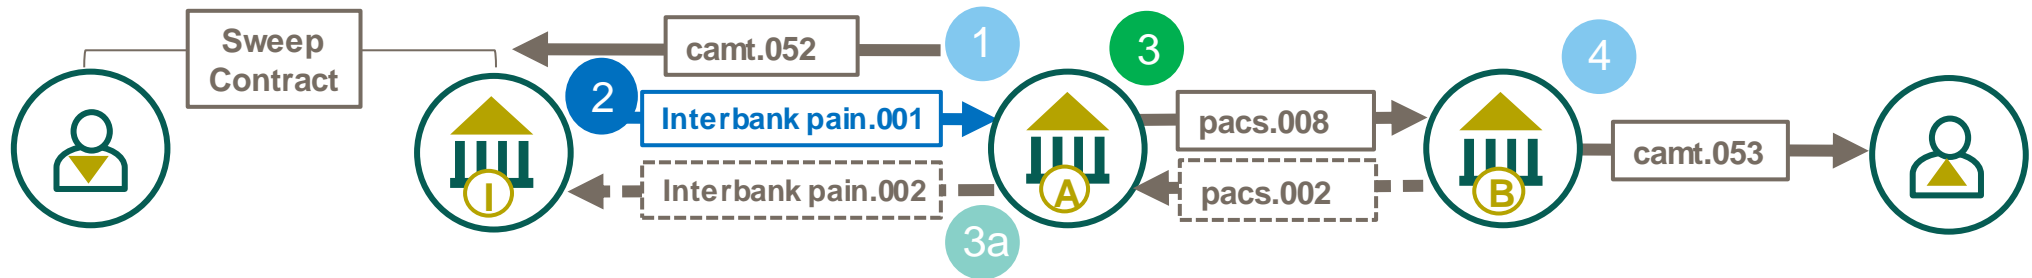 Sweep
Contract
camt.052
1
3
4
2
Interbank pain.001
pacs.008
camt.053
Interbank pain.002
pacs.002
I
A
B
3a